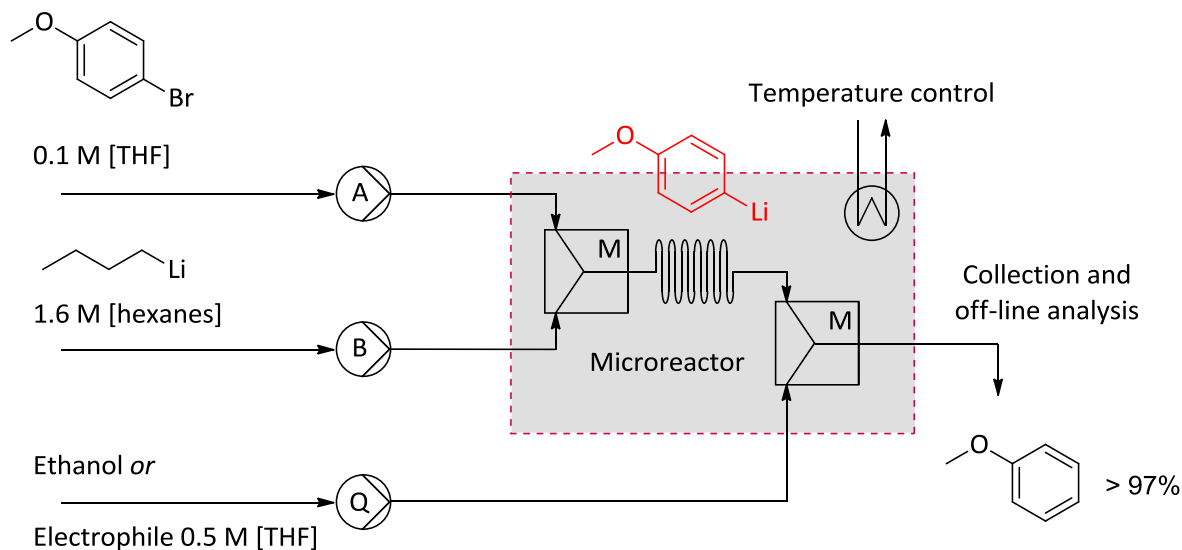 O
Br
0.1 M [THF]
A
Li
1.6 M [hexanes]
B
Ethanol or
Q
Electrophile 0.5 M [THF]
O
Li
M
Microreactor
M
Temperature control
Collection and
off-line analysis
O
> 97%